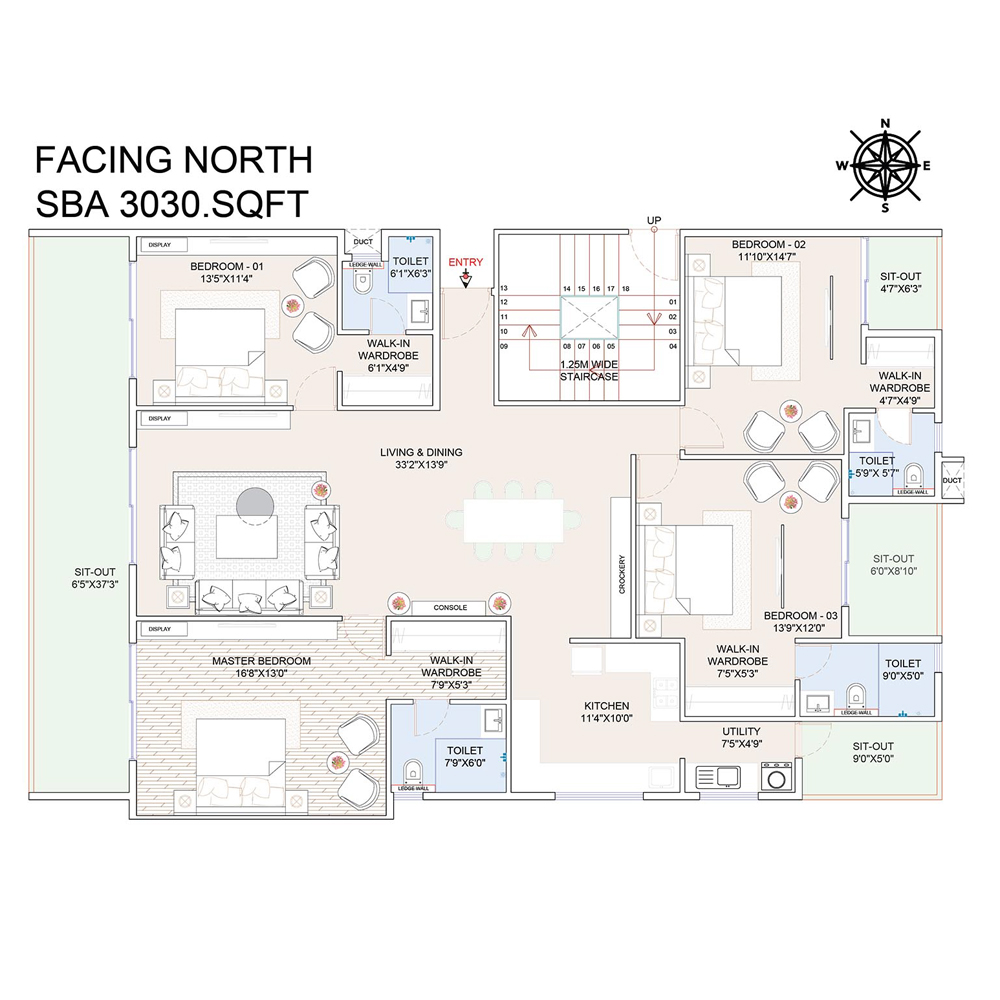 FACING NORTH
SBA 3030.SQFT
N
W
E
S
UP
DISPLAY
BEDROOM - 01
13'5"X11'4"
DUCT
LEDGE-WALL
TOILET
6'1"X6'3"
ENTRY
WALK-IN
WARDROBE
6'1"X4'9"
13
12
11
10
09
14
15
16
17
18
01
02
03
04
08
07
06
05
1.25M WIDE
STAIRCASE
BEDROOM - 02
11'10"X14'7"
SIT-OUT
4'7"X6'3"
WALK-IN
WARDROBE
4'7"X4'9"
TOILET
5'9"X 5'7"
LEDGE-WALL
DUCT
DISPLAY
LIVING & DINING
33'2"X13'9"
SIT-OUT
6'5"X37'3"
CROCKERY
CONSOLE
SIT-OUT
6'0"X8'10"
BEDROOM - 03
13'9"X12'0"
DISPLAY
MASTER BEDROOM
16'8"X13'0"
WALK-IN
WARDROBE
7'9"X5'3"
WALK-IN
WARDROBE
7'5"X5'3"
TOILET
9'0"X5'0"
LEDGE-WALL
KITCHEN
11'4"X10'0"
UTILITY
7'5"X4'9"
SIT-OUT
9'0"X5'0"
TOILET
7'9"X6'0"
LEDGE-WALL